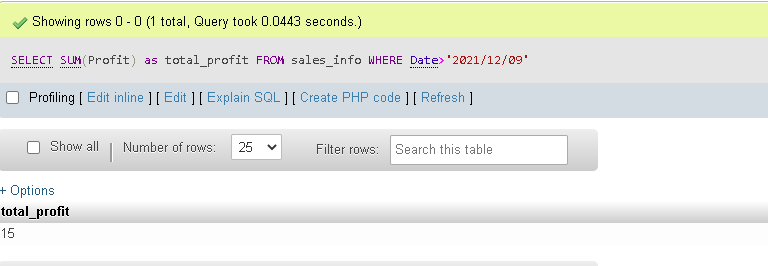 Showing rows 0 - 0 (1 total, Query took 0.0443 seconds.)
SELECT SUM(Profit) as total_profit FROM sales_info WHERE Date>'2021/12/09'
Profiling [ Edit inline ] [ Edit ] [ Explain SQL ] [ Create PHP code ] [ Refresh ]
Show all | Number of rows: 25 Filter rows: Search this table
+ Options
total_profit
15